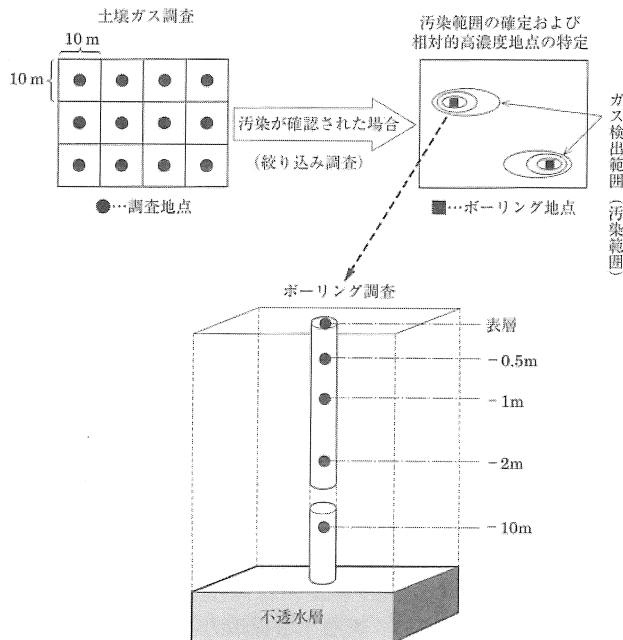 土壌ガス調査
10 m
10 m
●…調査地点
汚染が確認された場合
(絞り込み調査)
汚染範囲の確定および
相対的高濃度地点の特定
■…ボーリング地点
ガス検出範囲(汚染範囲)
ボーリング調査
表層
-0.5m
-1m
-2m
-10m
不透水層